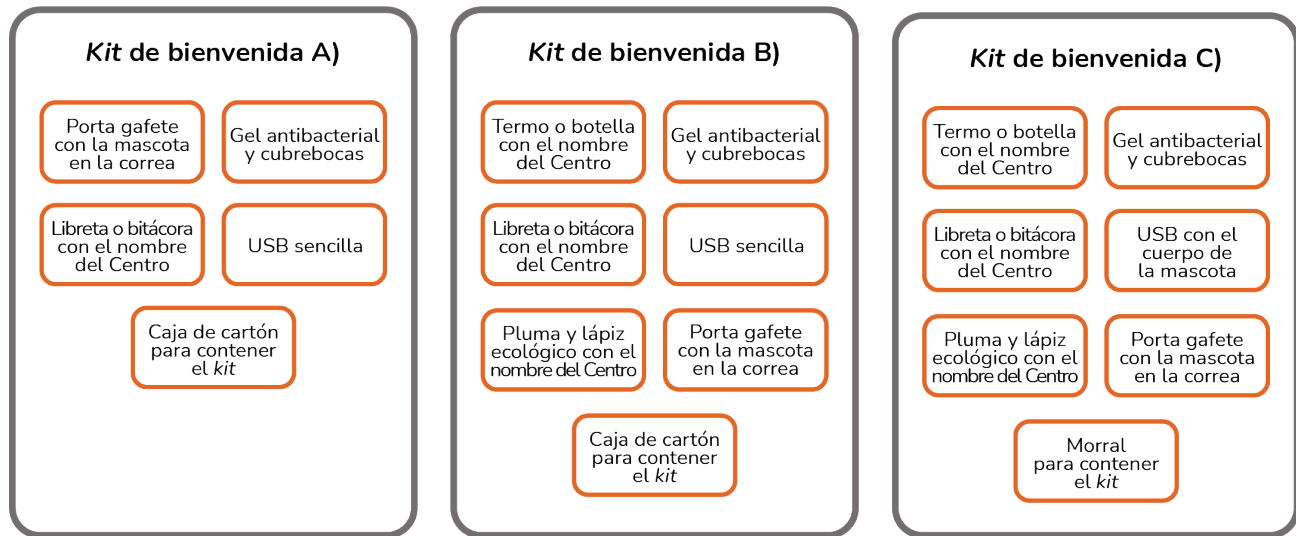 Kit de bienvenida A)
Porta gafete
con la mascota
en la correa
Gel antibacterial
y cubrebocas
Libreta o bitácora
con el nombre
del Centro
USB sencilla
Caja de cartón
para contener
el kit
Kit de bienvenida B)
Termo o botella
con el nombre
del Centro
Gel antibacterial
y cubrebocas
Libreta o bitácora
con el nombre
del Centro
USB sencilla
Pluma y lápiz
ecológico con el
nombre del Centro
Porta gafete
con la mascota
en la correa
Caja de cartón
para contener
el kit
Kit de bienvenida C)
Termo o botella
con el nombre
del Centro
Gel antibacterial
y cubrebocas
Libreta o bitácora
con el nombre
del Centro
USB con el
cuerpo de
la mascota
Pluma y lápiz
ecológico con el
nombre del Centro
Porta gafete
con la mascota
en la correa
Morral
para contener
el kit